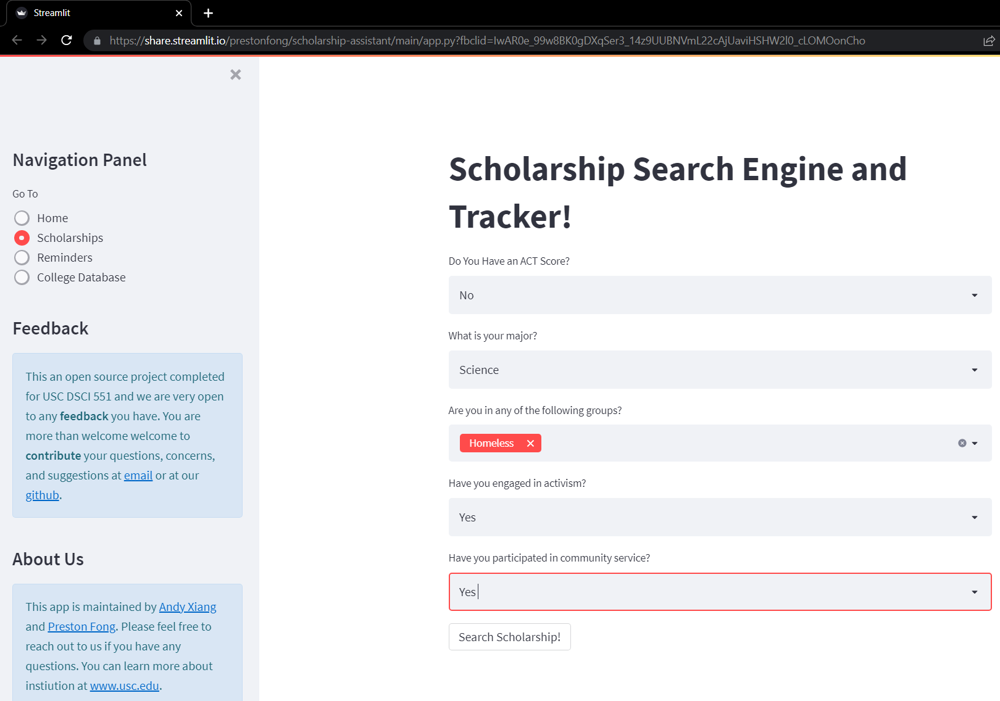 Streamlit
https://share.streamlit.io/prestonfong/scholarship-assistant/main/app.py?fbclid=IwAR0e_99w8BK0gDXqSer3_14z9UUBNVmL22cAjUaviHSHW2l0_cLOMOonCho
Navigation Panel
Go To
Home
Scholarships
Reminders
College Database
Feedback
This an open source project completed
for USC DSCI 551 and we are very open
to any feedback you have. You are
more than welcome welcome to
contribute your questions, concerns,
and suggestions at email or at our
github.
About Us
This app is maintained by Andy Xiang
and Preston Fong. Please feel free to
reach out to us if you have any
questions. You can learn more about
instiution at www.usc.edu.
Scholarship Search Engine and
Tracker!
Do You Have an ACT Score?
No
What is your major?
Science
Are you in any of the following groups?
Homeless
Have you engaged in activism?
Yes
Have you participated in community service?
Yes
Search Scholarship!